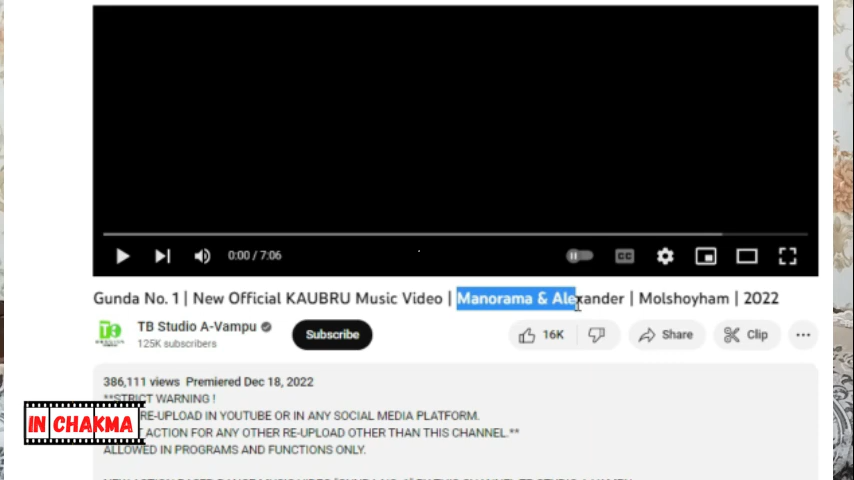 0:00 / 7:06
CC
Gunda No. 1 | New Official KAUBRU Music Video | Manorama & Alexander | Molshoyham | 2022
TB Studio A-Vampu
125K subscribers
Subscribe
16K
Share
Clip
386,111 views Premiered Dec 18, 2022
**STRICT WARNING !
RE-UPLOAD IN YOUTUBE OR IN ANY SOCIAL MEDIA PLATFORM.
ACTION FOR ANY OTHER RE-UPLOAD OTHER THAN THIS CHANNEL.**
ALLOWED IN PROGRAMS AND FUNCTIONS ONLY.
IN CHAKMA